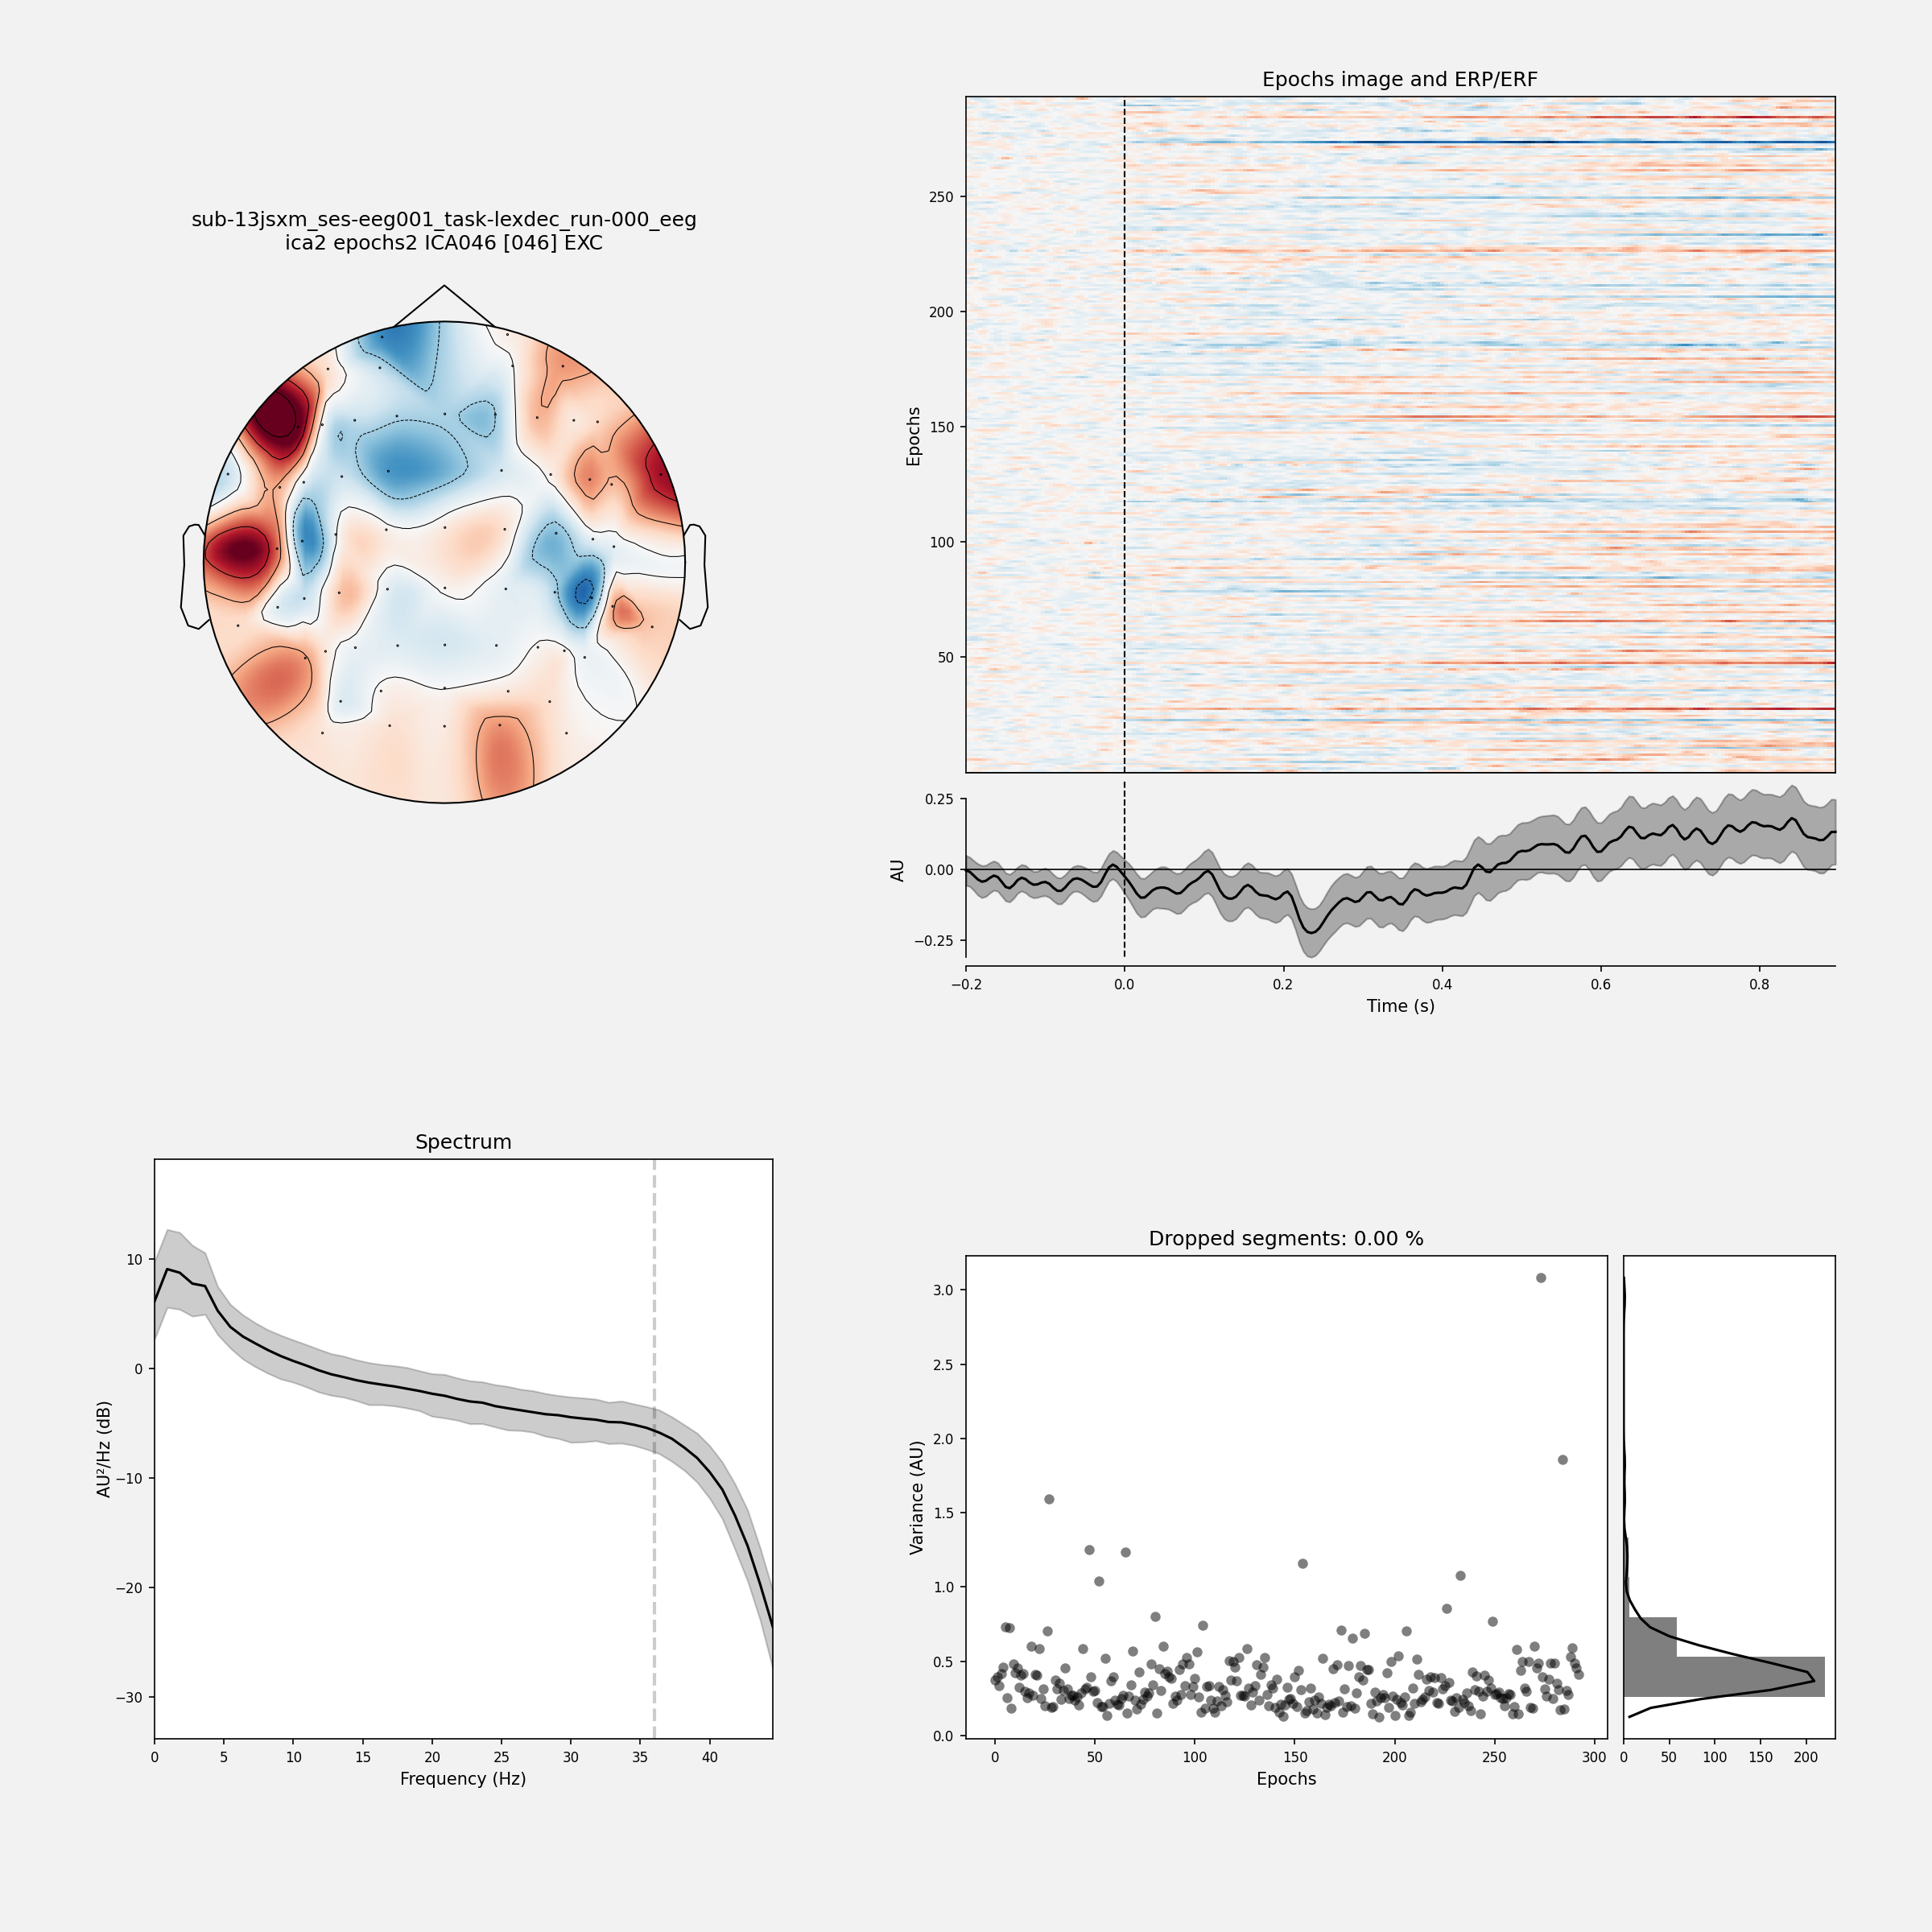 sub-13jsxm_ses-eeg001_task-lexdec_run-000_eeg
ica2 epochs2 ICA046 [046] EXC
Epochs image and ERP/ERF
Epochs
250
200
150
100
50
AU
0.25
0.00
−0.25
−0.2 0.0 0.2 0.4 0.6 0.8
Time (s)
Spectrum
AU²/Hz (dB)
10
0
−10
−20
−30
0 5 10 15 20 25 30 35 40
Frequency (Hz)
Dropped segments: 0.00 %
Variance (AU)
3.0
2.5
2.0
1.5
1.0
0.5
0.0
0 50 100 150 200 250 300
Epochs
0 50 100 150 200